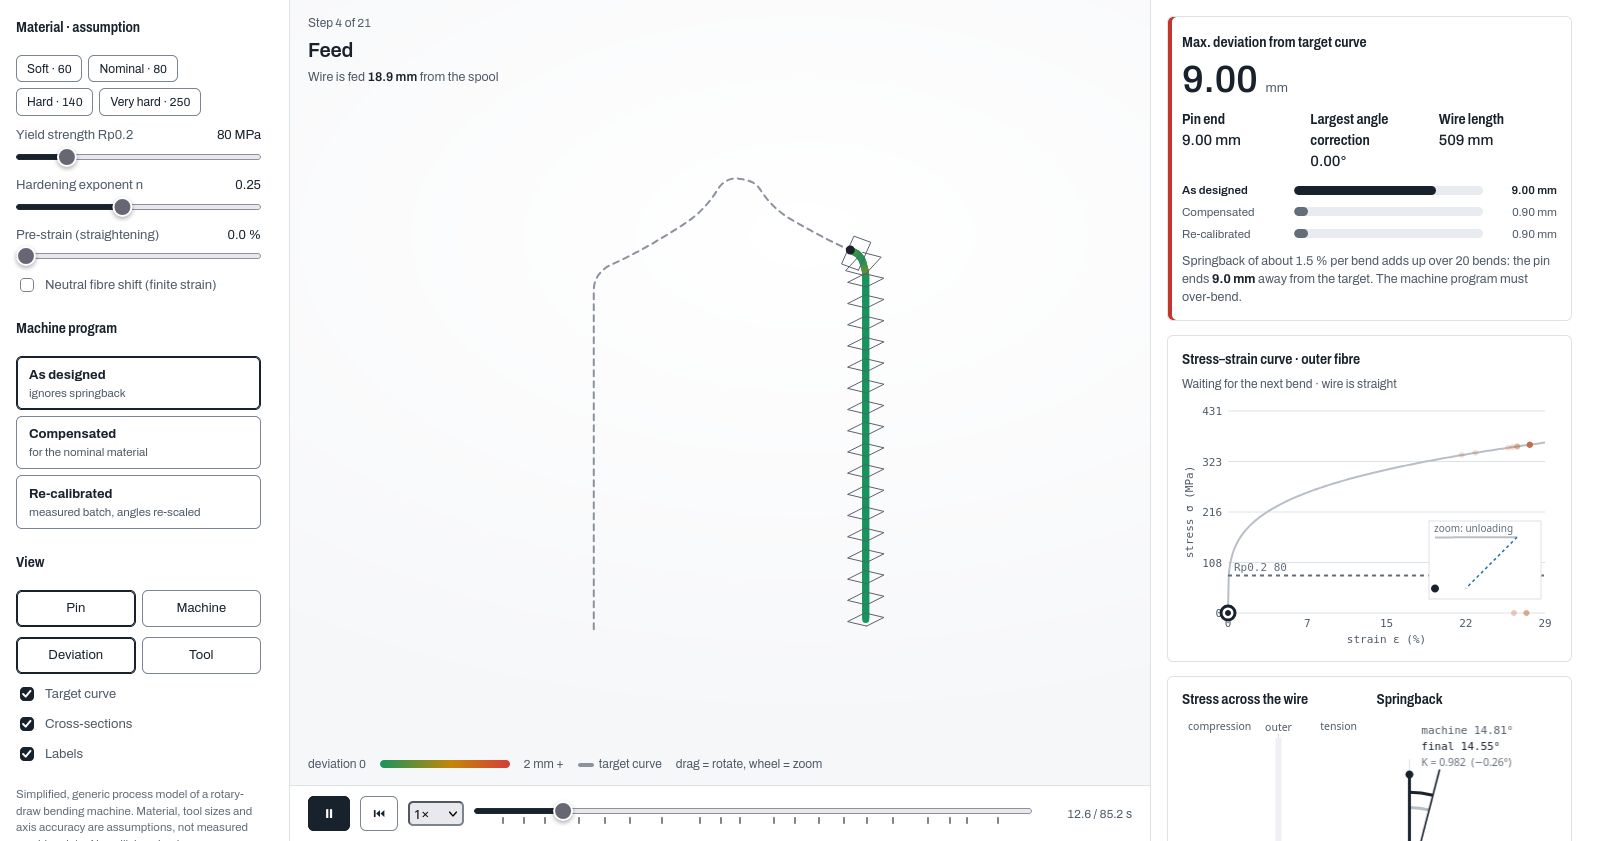 Material · assumption
Soft · 60
Nominal · 80
Hard · 140
Very hard · 250
Yield strength Rp0.2 80 MPa
Hardening exponent n 0.25
Pre-strain (straightening) 0.0 %
Neutral fibre shift (finite strain)
Machine program
As designed
ignores springback
Compensated
for the nominal material
Re-calibrated
measured batch, angles re-scaled
View
Pin
Machine
Deviation
Tool
Target curve
Cross-sections
Labels
Simplified, generic process model of a rotary-
draw bending machine. Material, tool sizes and
axis accuracy are assumptions, not measured
Step 4 of 21
Feed
Wire is fed 18.9 mm from the spool
deviation 0
2 mm +
target curve
drag = rotate, wheel = zoom
1×
12.6 / 85.2 s
Max. deviation from target curve
9.00 mm
Pin end
9.00 mm
Largest angle
correction
0.00°
Wire length
509 mm
As designed 9.00 mm
Compensated 0.90 mm
Re-calibrated 0.90 mm
Springback of about 1.5 % per bend adds up over 20 bends: the pin
ends 9.0 mm away from the target. The machine program must
over-bend.
Stress–strain curve · outer fibre
Waiting for the next bend · wire is straight
431
323
216
108
0
stress σ (MPa)
Rp0.2 80
zoom: unloading
0 7 15 22 29
strain ε (%)
Stress across the wire
compression outer tension
Springback
machine 14.81°
final 14.55°
K = 0.982 (−0.26°)